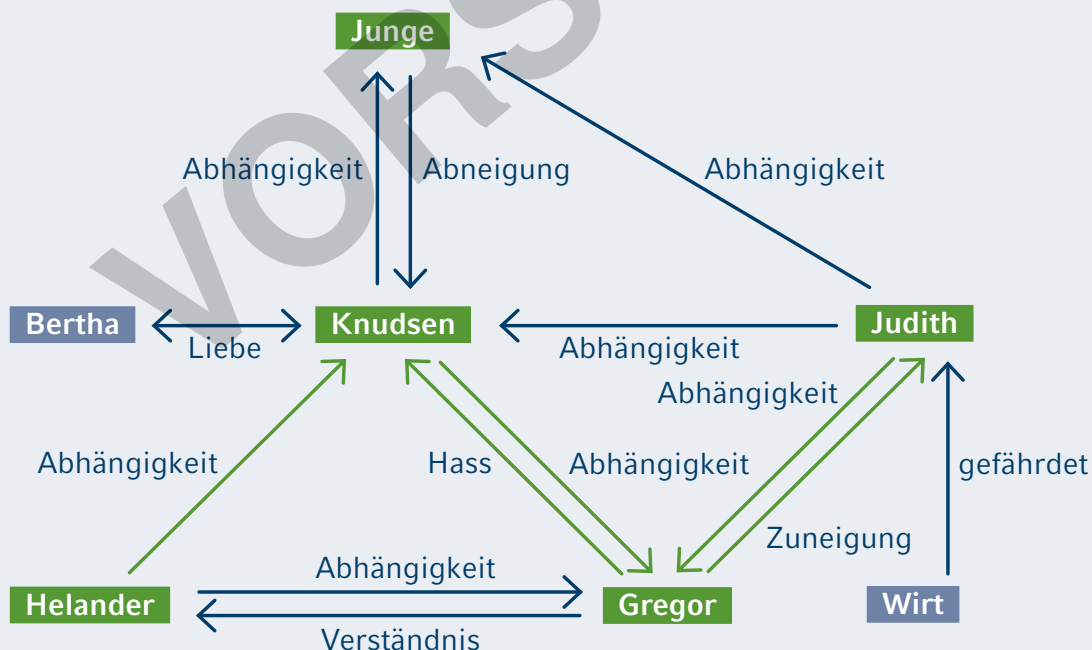 Junge
VORS
Abhängigkeit
Abneigung
Abhängigkeit
Bertha
Liebe
Knudsen
Abhängigkeit
Judith
Abhängigkeit
Abhängigkeit
Hass
Abhängigkeit
gefährdet
Zuneigung
Abhängigkeit
Helander
Verständnis
Gregor
Wirt